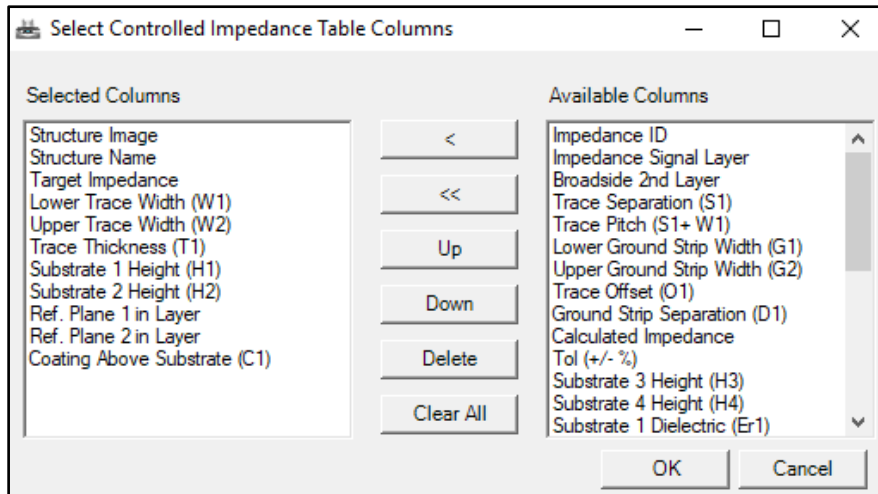 Select Controlled Impedance Table Columns
Selected Columns
Structure Image
Structure Name
Target Impedance
Lower Trace Width (W1)
Upper Trace Width (W2)
Trace Thickness (T1)
Substrate 1 Height (H1)
Substrate 2 Height (H2)
Ref. Plane 1 in Layer
Ref. Plane 2 in Layer
Coating Above Substrate (C1)
<
<<
Up
Down
Delete
Clear All
Available Columns
Impedance ID
Impedance Signal Layer
Broadside 2nd Layer
Trace Separation (S1)
Trace Pitch (S1+ W1)
Lower Ground Strip Width (G1)
Upper Ground Strip Width (G2)
Trace Offset (O1)
Ground Strip Separation (D1)
Calculated Impedance
Tol (+/- %)
Substrate 3 Height (H3)
Substrate 4 Height (H4)
Substrate 1 Dielectric (Er1)
OK
Cancel